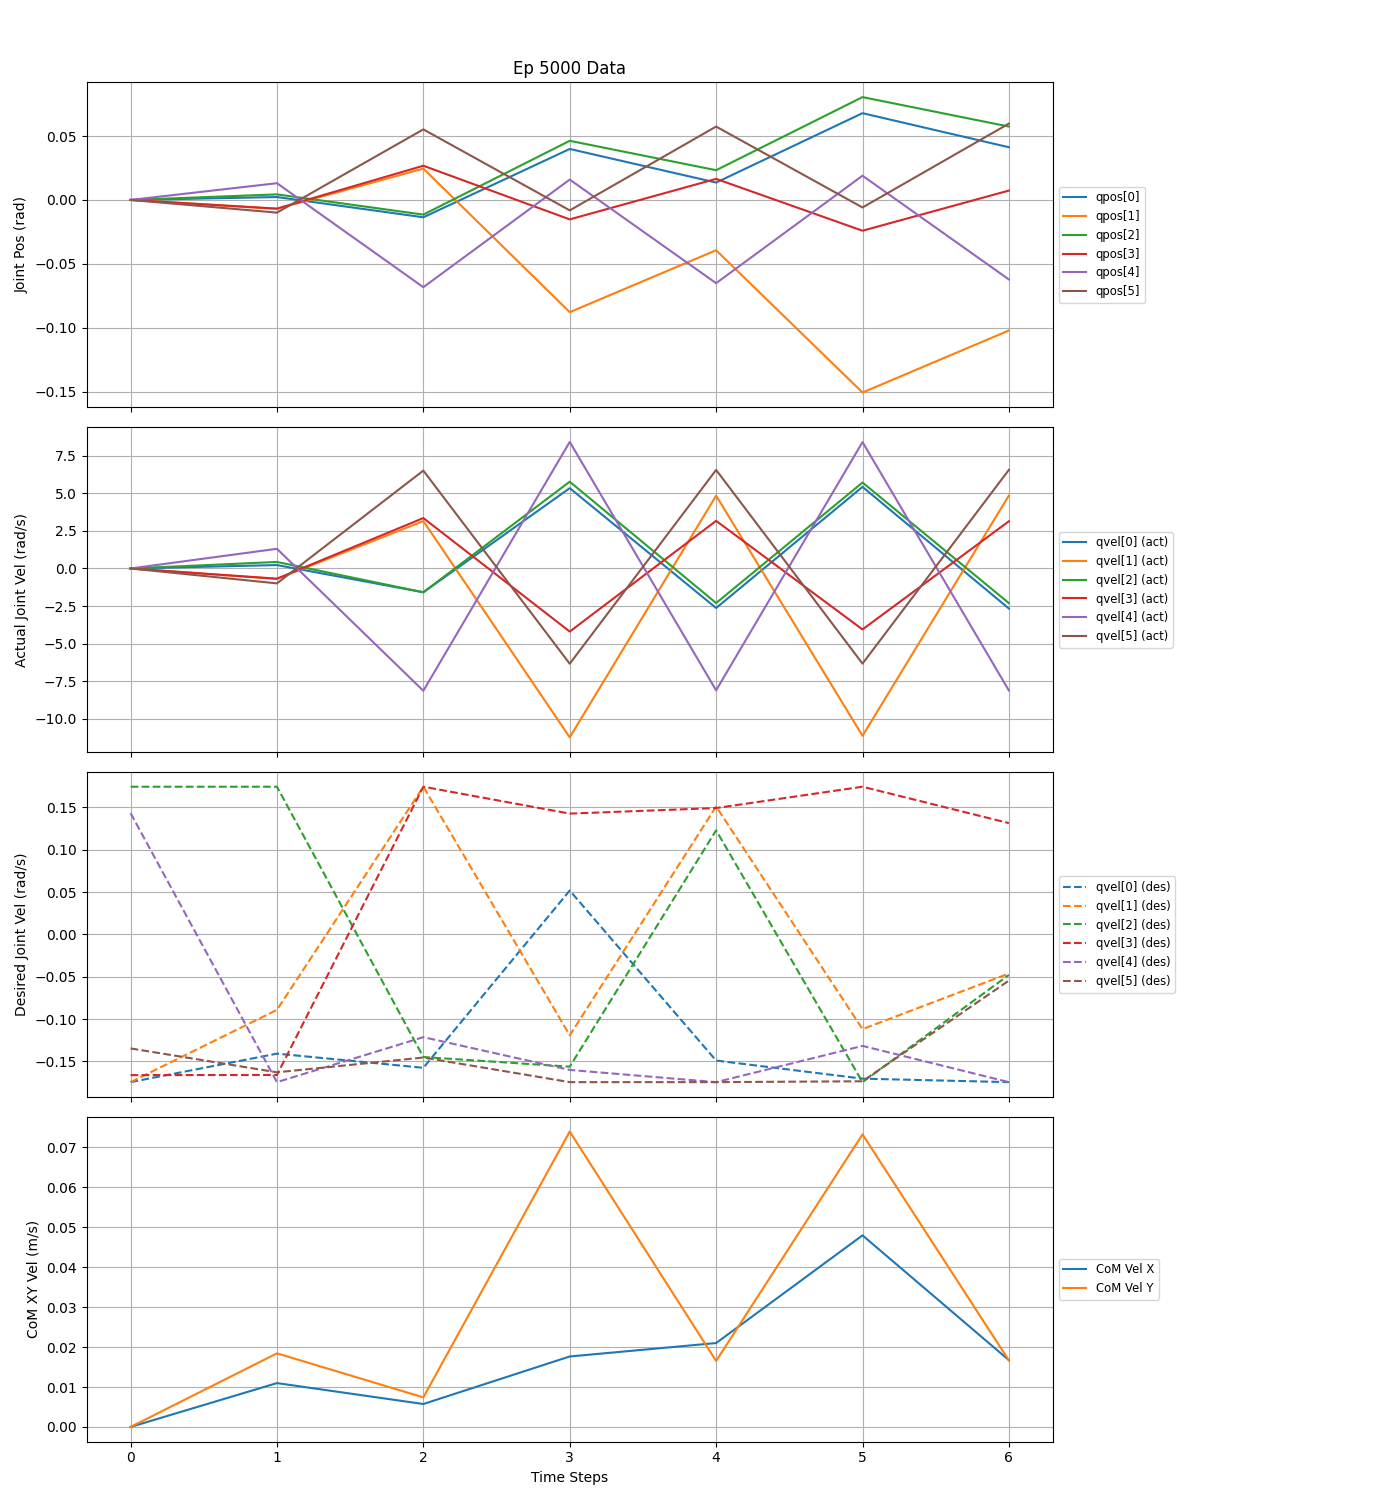 Ep 5000 Data
Joint Pos (rad)
0.05
0.00
−0.05
−0.10
−0.15
qpos[0]
qpos[1]
qpos[2]
qpos[3]
qpos[4]
qpos[5]
Actual Joint Vel (rad/s)
7.5
5.0
2.5
0.0
−2.5
−5.0
−7.5
−10.0
qvel[0] (act)
qvel[1] (act)
qvel[2] (act)
qvel[3] (act)
qvel[4] (act)
qvel[5] (act)
Desired Joint Vel (rad/s)
0.15
0.10
0.05
0.00
−0.05
−0.10
−0.15
qvel[0] (des)
qvel[1] (des)
qvel[2] (des)
qvel[3] (des)
qvel[4] (des)
qvel[5] (des)
CoM XY Vel (m/s)
0.07
0.06
0.05
0.04
0.03
0.02
0.01
0.00
CoM Vel X
CoM Vel Y
0 1 2 3 4 5 6
Time Steps